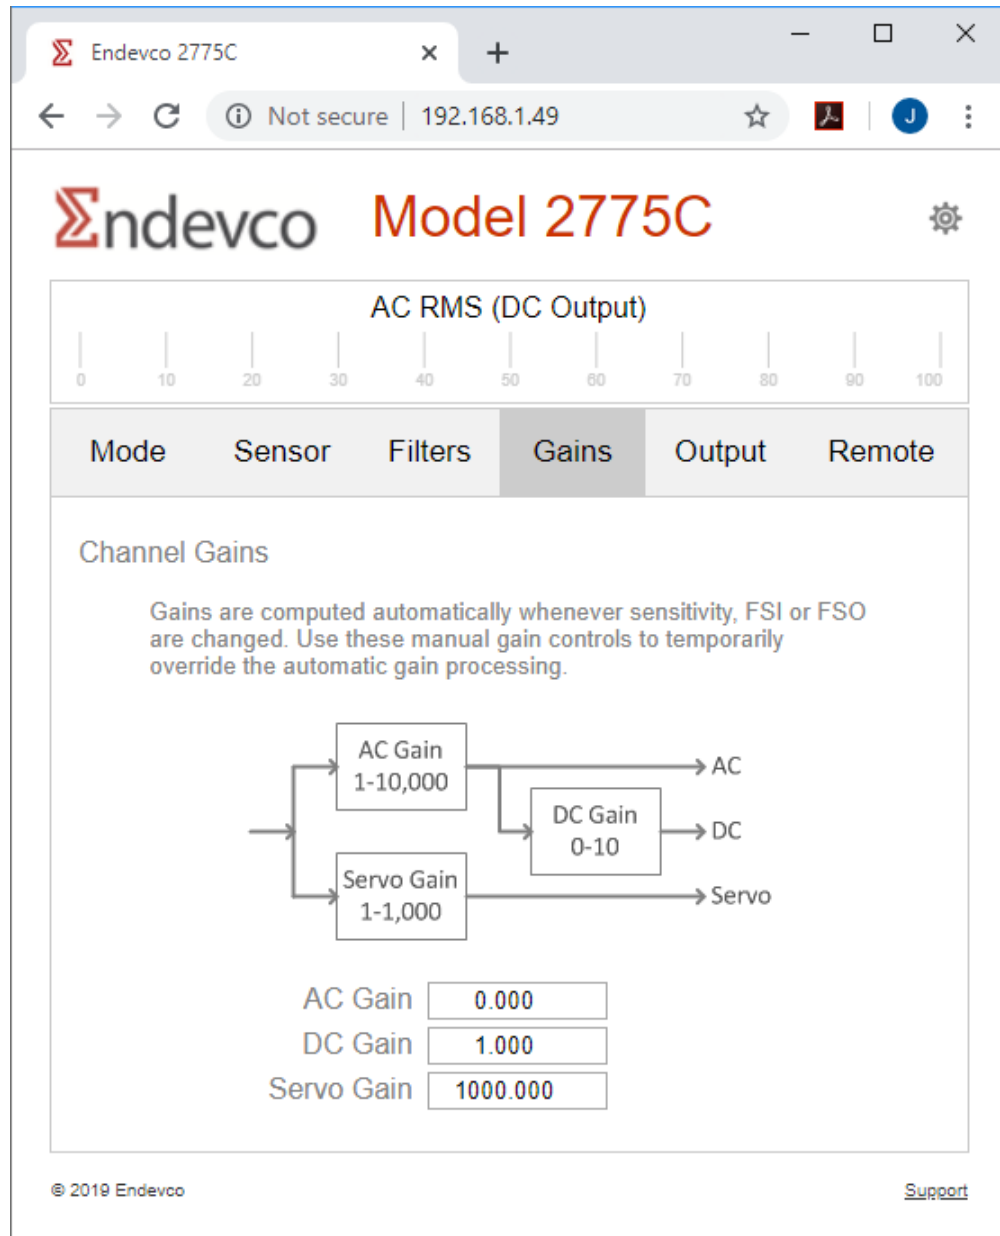 Endevco 2775C
Not secure | 192.168.1.49
J
Endevco Model 2775C
AC RMS (DC Output)
0 10 20 30 40 50 60 70 80 90 100
Mode Sensor Filters Gains Output Remote
Channel Gains
Gains are computed automatically whenever sensitivity, FSI or FSO
are changed. Use these manual gain controls to temporarily
override the automatic gain processing.
AC Gain
1-10,000
AC
DC Gain
0-10
DC
Servo Gain
1-1,000
Servo
AC Gain 0.000
DC Gain 1.000
Servo Gain 1000.000
© 2019 Endevco Support